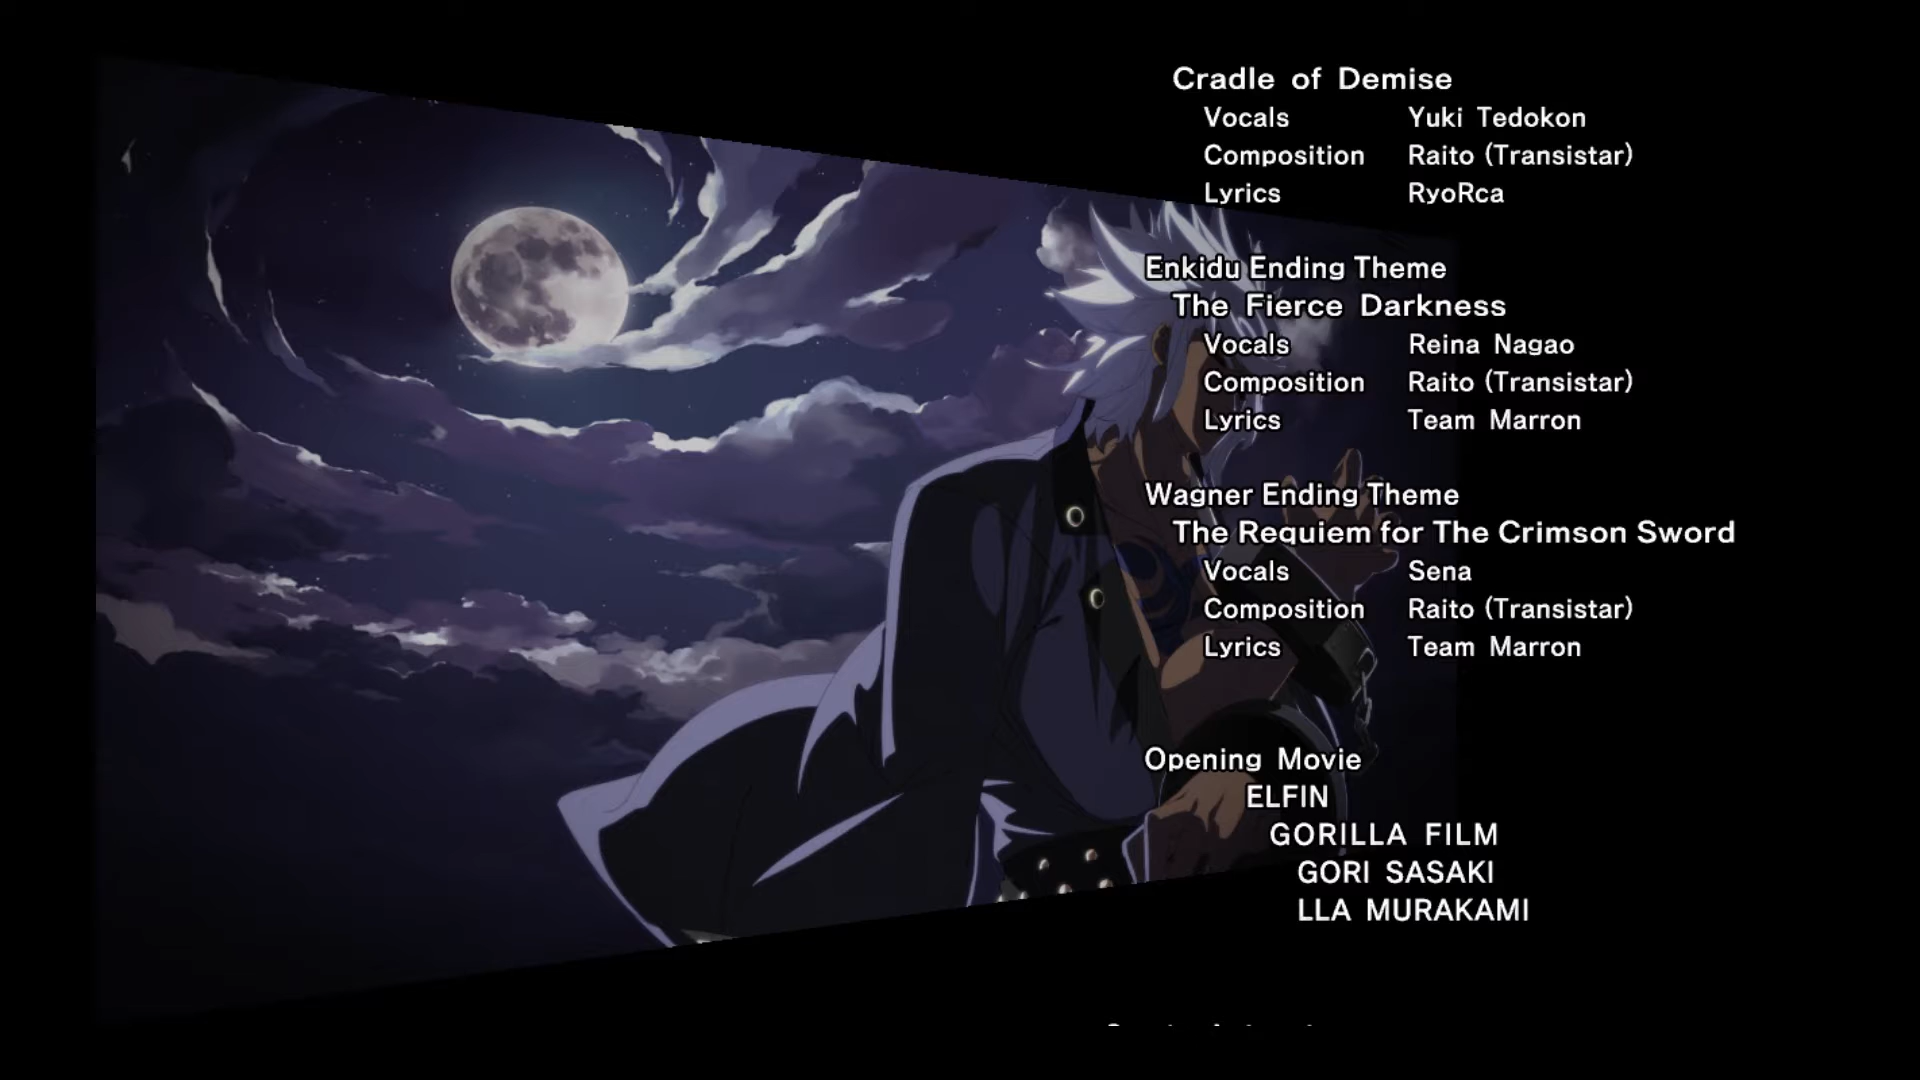 Cradle of Demise
Vocals Yuki Tedokon
Composition Raito (Transistar)
Lyrics RyoRca
Enkidu Ending Theme
The Fierce Darkness
Vocals Reina Nagao
Composition Raito (Transistar)
Lyrics Team Marron
Wagner Ending Theme
The Requiem for The Crimson Sword
Vocals Sena
Composition Raito (Transistar)
Lyrics Team Marron
Opening Movie
ELFIN
GORILLA FILM
GORI SASAKI
LLA MURAKAMI